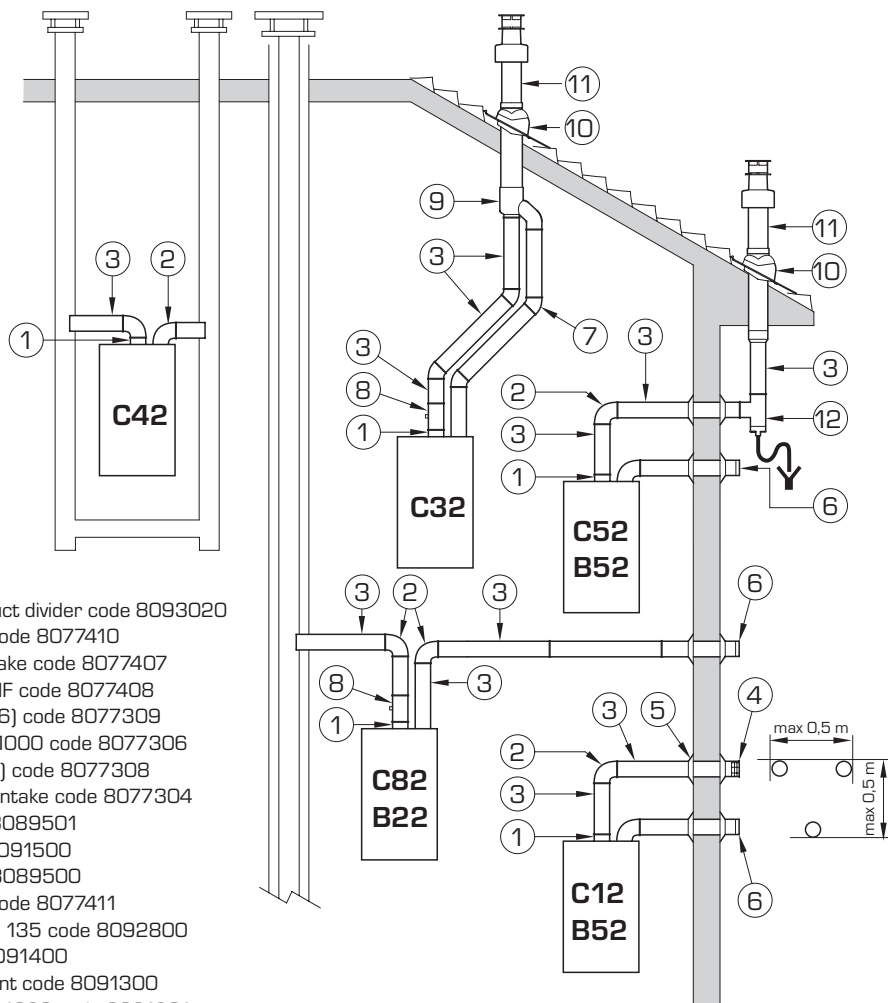 11
10
9
11
3
3
2
10
1
7
3
3
3
8
2
3
12
1
3
C42
1
C32
C52
B52
6
uct divider code 8093020
ode 8077410
ake code 8077407
MF code 8077408
6) code 8077309
1000 code 8077306
) code 8077308
intake code 8077304
8089501
091500
8089500
ode 8077411
135 code 8092800
091400
nt code 8091300
3
2
3
6
8
3
1
C82
B22
3
5
4
2
3
1
6
C12
B52
max 0,5 m
max 0,5 m